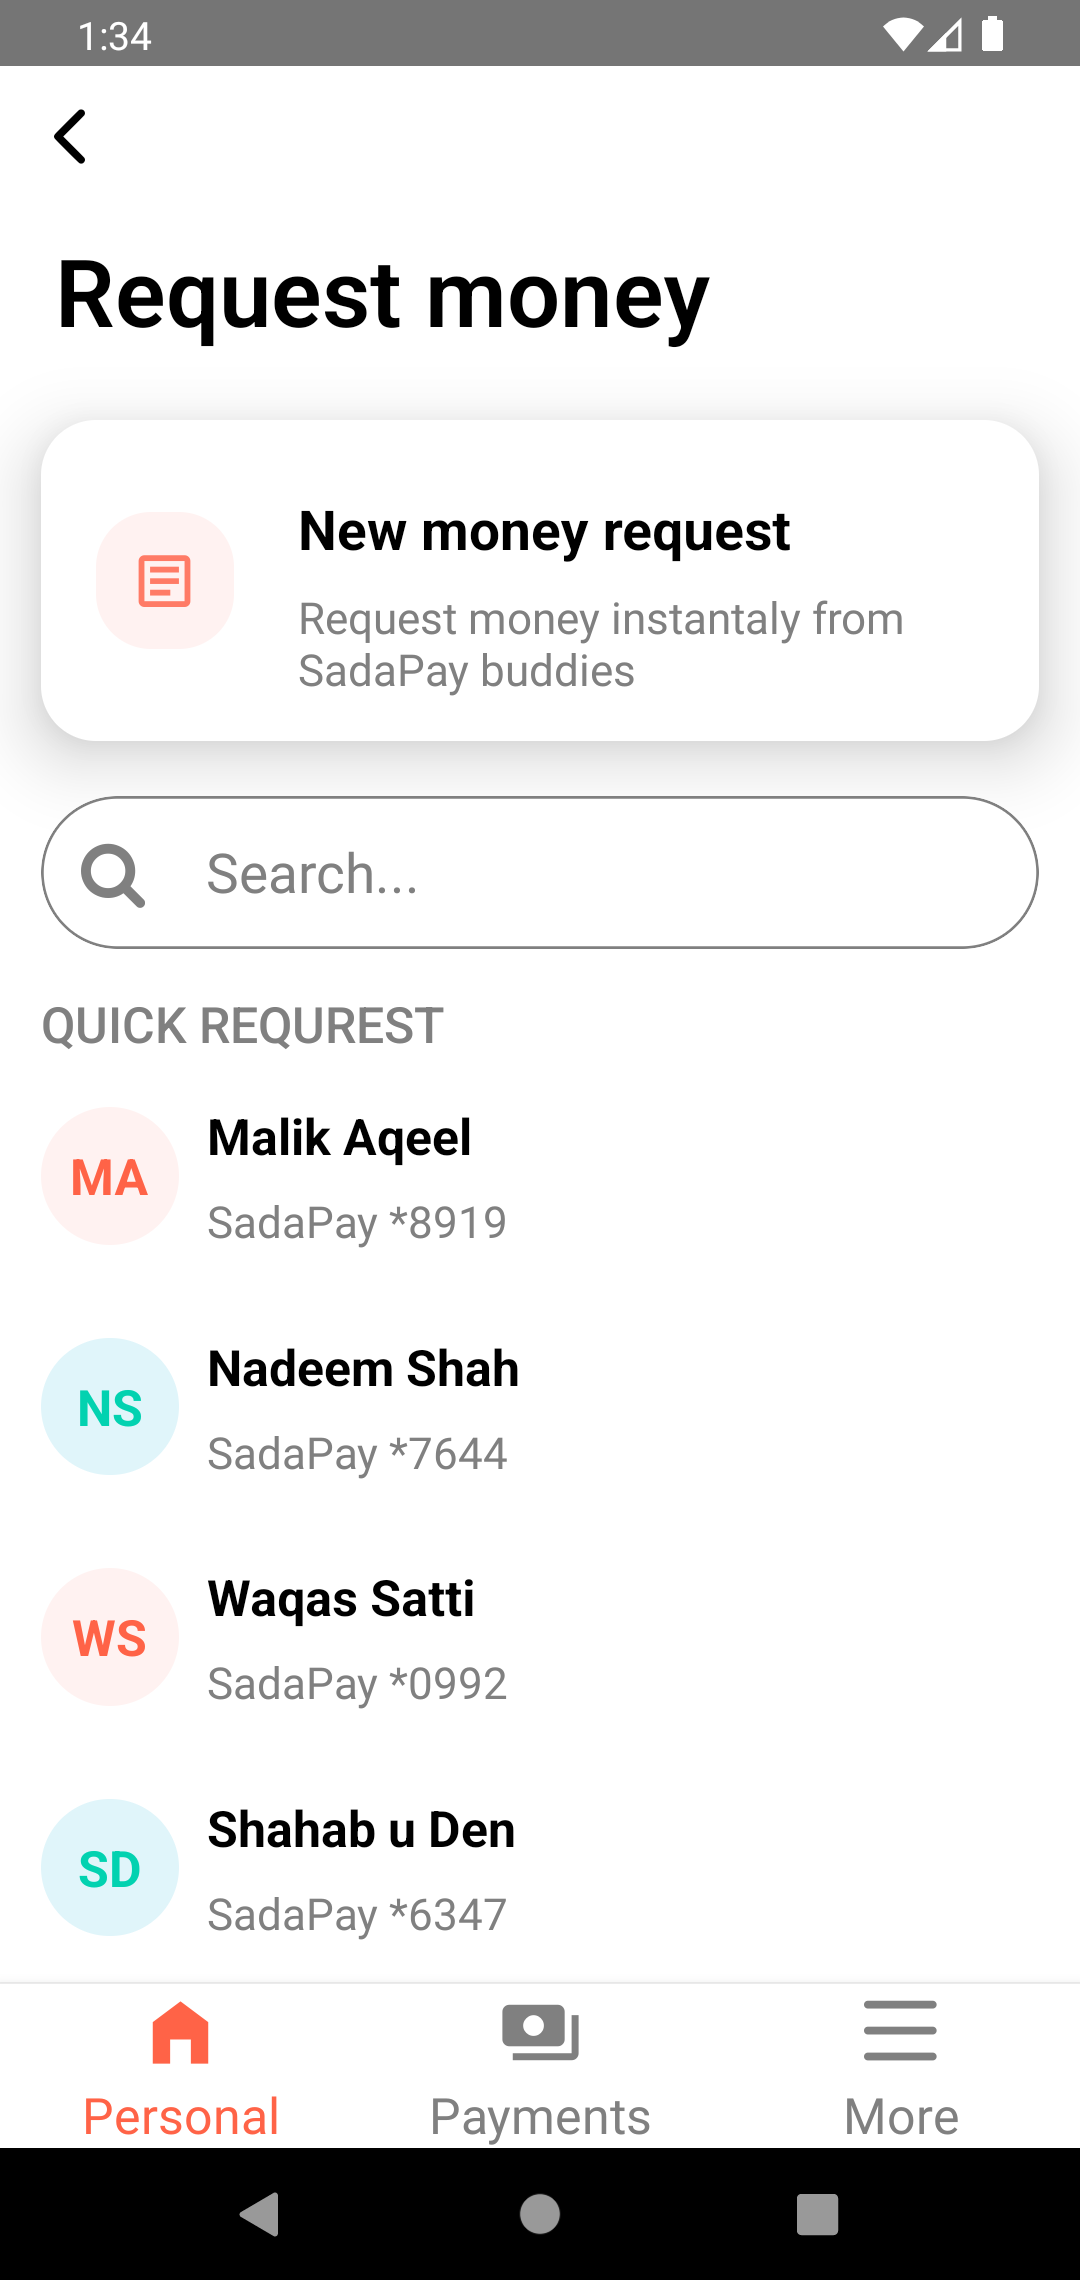 1:34
Request money
New money request
Request money instantaly from
SadaPay buddies
Search...
QUICK REQUREST
MA
Malik Aqeel
SadaPay *8919
NS
Nadeem Shah
SadaPay *7644
WS
Waqas Satti
SadaPay *0992
SD
Shahab u Den
SadaPay *6347
Personal
Payments
More